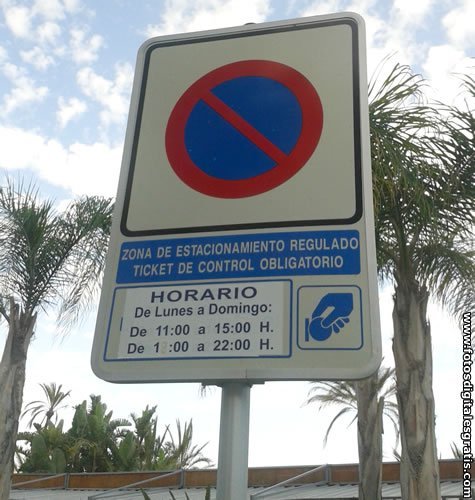 ZONA DE ESTACIONAMIENTO REGULADO
TICKET DE CONTROL OBLIGATORIO
HORARIO
De Lunes a Domingo:
De 11:00 a 15:00 H.
De a 22:00 H.
www.fotosdigitalesgratis.com